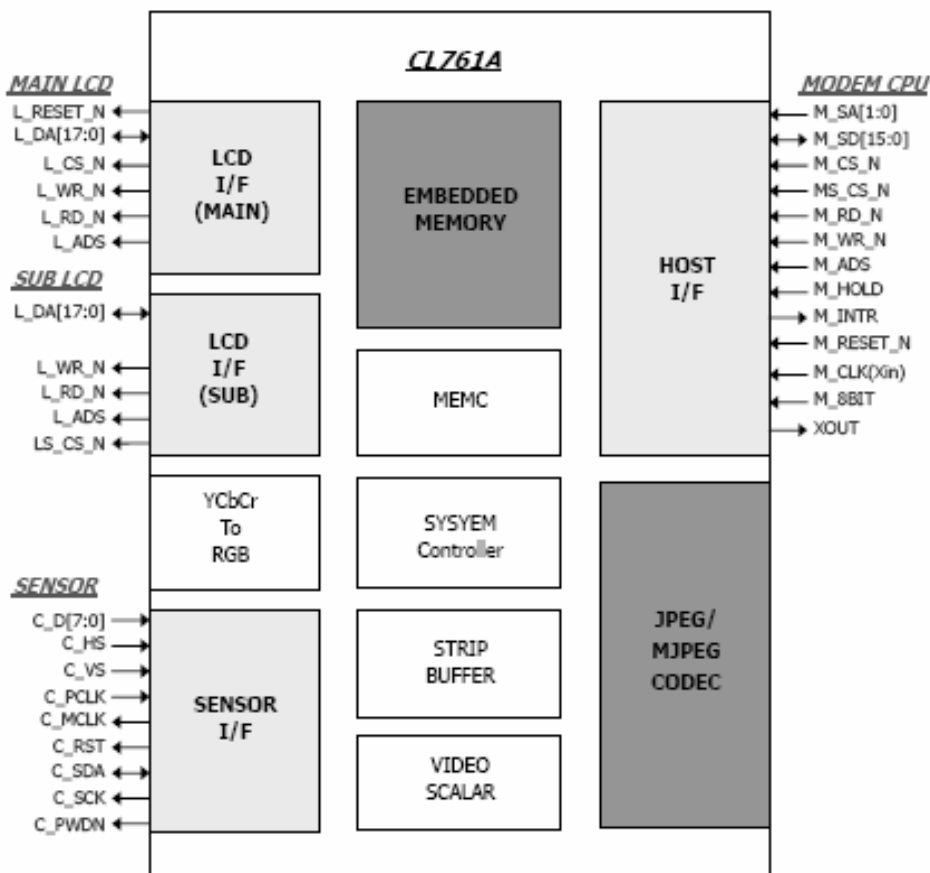 CL761A
MAIN LCD
L_RESET_N
L_DA[17:0]
L_CS_N
L_WR_N
L_RD_N
L_ADS
SUB LCD
L_DA[17:0]
L_WR_N
L_RD_N
L_ADS
LS_CS_N
SENSOR
C_D[7:0]
C_HS
C_VS
C_PCLK
C_MCLK
C_RST
C_SDA
C_SCK
C_PWDN
LCD
I/F
(MAIN)
LCD
I/F
(SUB)
YCbCr
To
RGB
SENSOR
I/F
EMBEDDED
MEMORY
MEMC
SYSYEM
Controller
STRIP
BUFFER
VIDEO
SCALAR
HOST
I/F
JPEG/
MJPEG
CODEC
MODEM CPU
M_SA[1:0]
M_SD[15:0]
M_CS_N
MS_CS_N
M_RD_N
M_WR_N
M_ADS
M_HOLD
M_INTR
M_RESET_N
M_CLK(Xin)
M_8BIT
XOUT